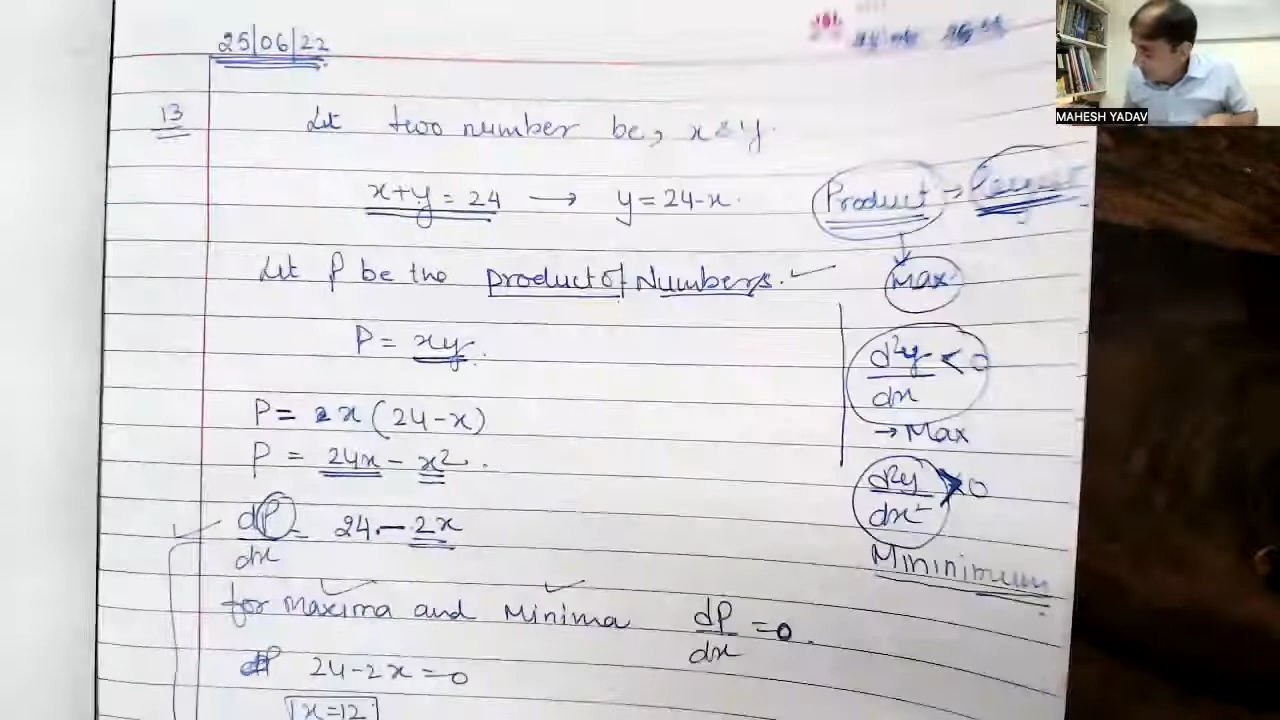 25|06|22
MAHESH YADAV
13
Let two number be, x & y.
x+y = 24 → y = 24-x.
Product →
Max
Let P be the product of Numbers.
P = xy.
d²y/dx < 0
→ Max
P = x(24-x)
P = 24x - x².
d²y/dx² > 0
Mininimum
dP/dx = 24 - 2x
for Maxima and Minima dP/dx = 0.
24-2x=0
x=12